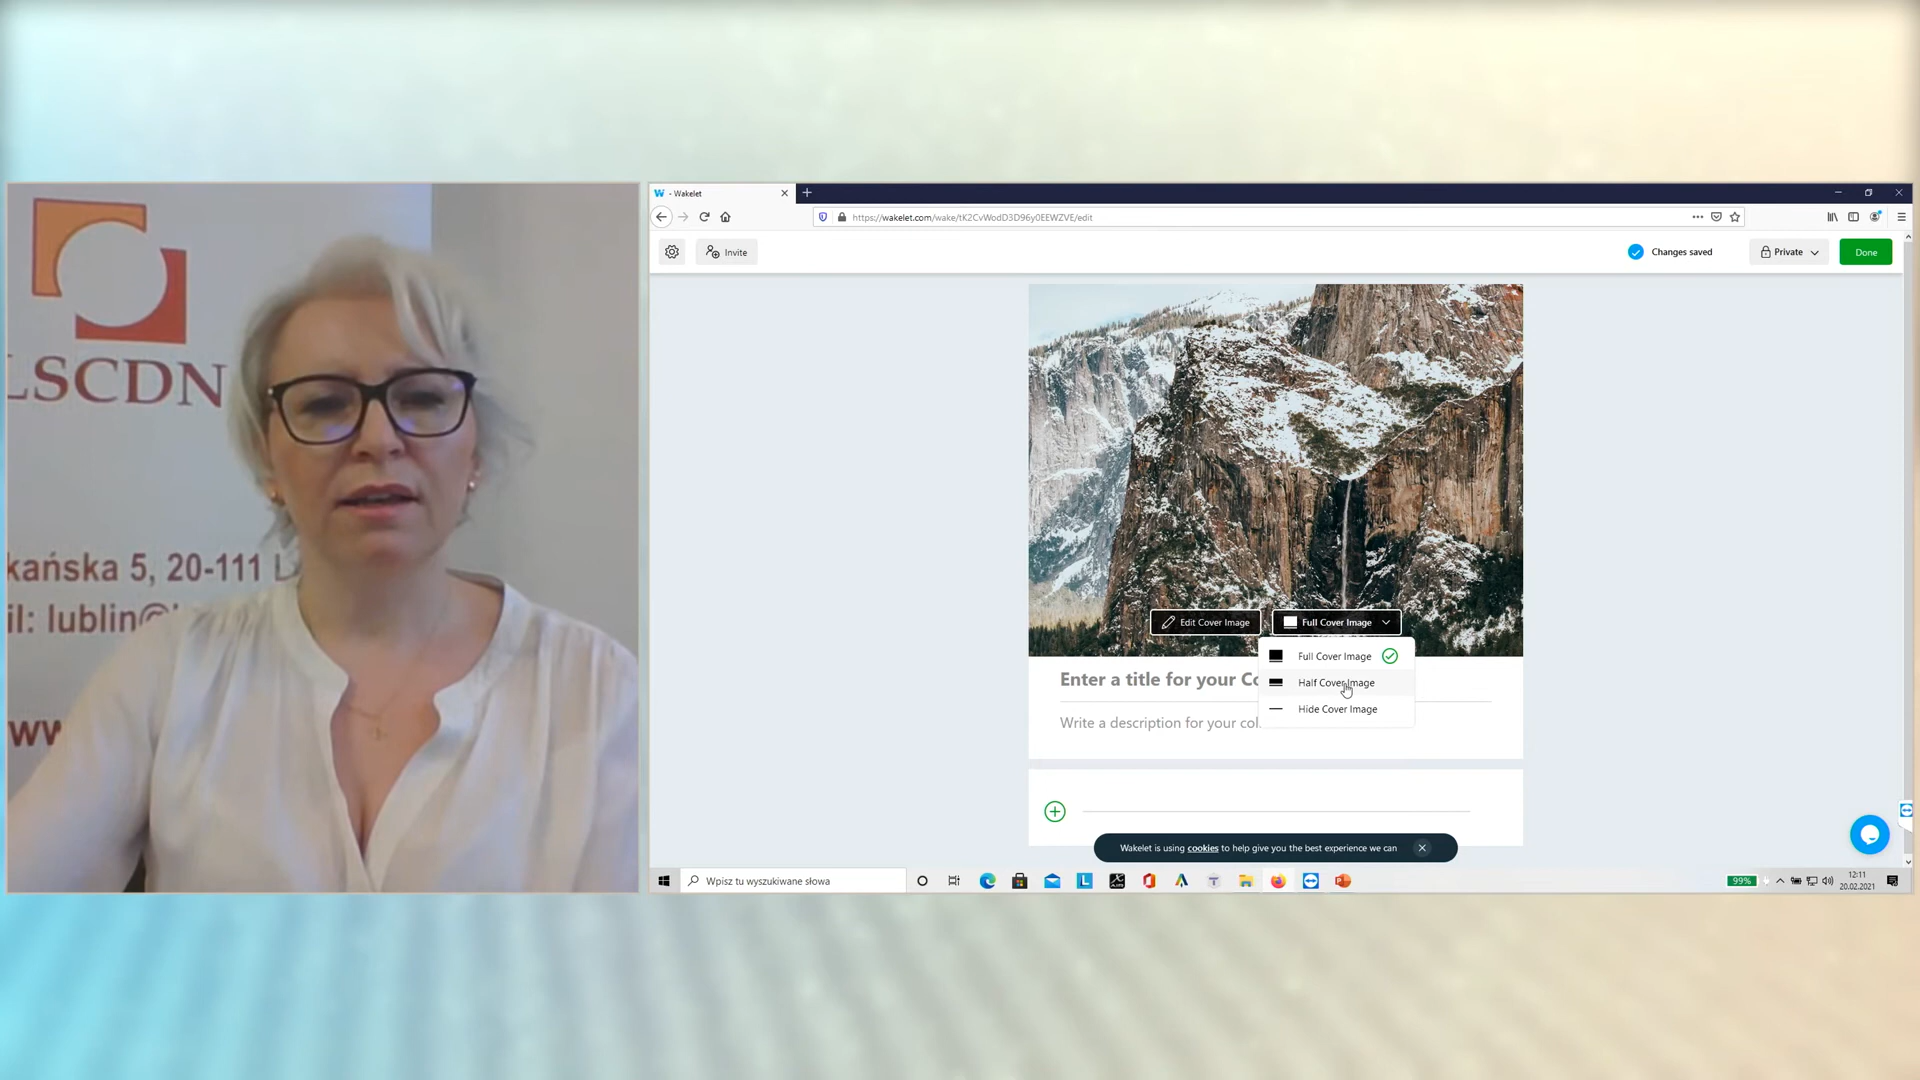 LSCDN
kańska 5, 20-111 L
il: lublin@
ww
- Wakelet
https://wakelet.com/wake/tK2CvWodD3D96y0EEWZVE/edit
Invite
Changes saved
Private
Done
Edit Cover Image
Full Cover Image
Full Cover Image
Half Cover Image
Hide Cover Image
Enter a title for your Co
Write a description for your col
Wakelet is using cookies to help give you the best experience we can
Wpisz tu wyszukiwane słowa
99%
12:11
20.02.2021